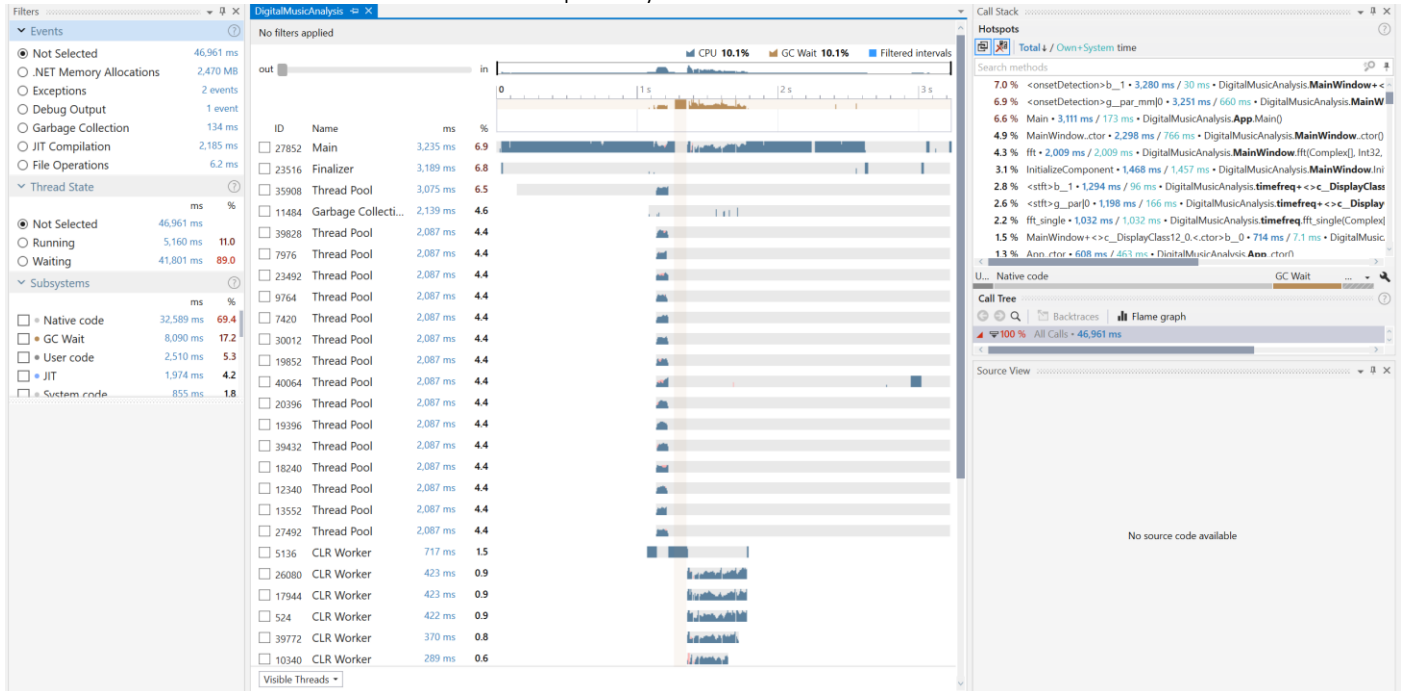 Filters
Events
Not Selected 46,961 ms
.NET Memory Allocations 2,470 MB
Exceptions 2 events
Debug Output 1 event
Garbage Collection 134 ms
JIT Compilation 2,185 ms
File Operations 6.2 ms
Thread State
ms %
Not Selected 46,961 ms
Running 5,160 ms 11.0
Waiting 41,801 ms 89.0
Subsystems
ms %
Native code 32,589 ms 69.4
GC Wait 8,090 ms 17.2
User code 2,510 ms 5.3
JIT 1,974 ms 4.2
System code 855 ms 1.8
DigitalMusicAnalysis
No filters applied
CPU 10.1% GC Wait 10.1% Filtered intervals
out in
0 1 s 2 s 3 s
ID Name ms %
27852 Main 3,235 ms 6.9
23516 Finalizer 3,189 ms 6.8
35908 Thread Pool 3,075 ms 6.5
11484 Garbage Collecti... 2,139 ms 4.6
39828 Thread Pool 2,087 ms 4.4
7976 Thread Pool 2,087 ms 4.4
23492 Thread Pool 2,087 ms 4.4
9764 Thread Pool 2,087 ms 4.4
7420 Thread Pool 2,087 ms 4.4
30012 Thread Pool 2,087 ms 4.4
19852 Thread Pool 2,087 ms 4.4
40064 Thread Pool 2,087 ms 4.4
20396 Thread Pool 2,087 ms 4.4
19396 Thread Pool 2,087 ms 4.4
39432 Thread Pool 2,087 ms 4.4
18240 Thread Pool 2,087 ms 4.4
12340 Thread Pool 2,087 ms 4.4
13552 Thread Pool 2,087 ms 4.4
27492 Thread Pool 2,087 ms 4.4
5136 CLR Worker 717 ms 1.5
26080 CLR Worker 423 ms 0.9
17944 CLR Worker 423 ms 0.9
524 CLR Worker 422 ms 0.9
39772 CLR Worker 370 ms 0.8
10340 CLR Worker 289 ms 0.6
Visible Threads
Call Stack
Hotspots
Total ↓ / Own+System time
Search methods
7.0 % <onsetDetection>b__1 • 3,280 ms / 30 ms • DigitalMusicAnalysis.MainWindow+<
6.9 % <onsetDetection>g__par_mm|0 • 3,251 ms / 660 ms • DigitalMusicAnalysis.MainW
6.6 % Main • 3,111 ms / 173 ms • DigitalMusicAnalysis.App.Main()
4.9 % MainWindow..ctor • 2,298 ms / 766 ms • DigitalMusicAnalysis.MainWindow..ctor()
4.3 % fft • 2,009 ms / 2,009 ms • DigitalMusicAnalysis.MainWindow.fft(Complex[], Int32,
3.1 % InitializeComponent • 1,468 ms / 1,457 ms • DigitalMusicAnalysis.MainWindow.Ini
2.8 % <stft>b__1 • 1,294 ms / 96 ms • DigitalMusicAnalysis.timefreq+<>c__DisplayClass
2.6 % <stft>g__par|0 • 1,198 ms / 166 ms • DigitalMusicAnalysis.timefreq+<>c__Display
2.2 % fft_single • 1,032 ms / 1,032 ms • DigitalMusicAnalysis.timefreq.fft_single(Complex[
1.5 % MainWindow+<>c__DisplayClass12_0.<.ctor>b__0 • 714 ms / 7.1 ms • DigitalMusic.
1.3 % App..ctor • 608 ms / 463 ms • DigitalMusicAnalysis.App..ctor()
U... Native code GC Wait ...
Call Tree
Backtraces Flame graph
100 % All Calls • 46,961 ms
Source View
No source code available